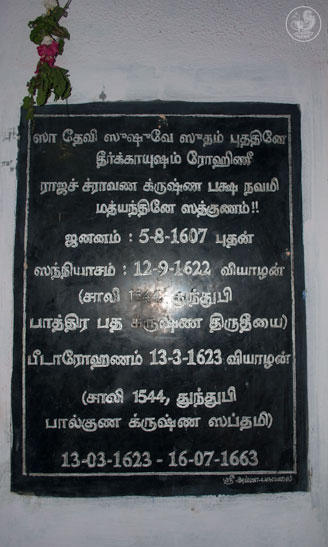 ஸா தேவி ஸுஷுவே ஸுதம் புததினே
தீர்க்காயுஷம் ரோஹிணீ
ராஜச் ச்ராவண க்ருஷ்ண பக்ஷ நவமி
மத்யந்தினே ஸத்குணம்!!
ஜனனம் : 5-8-1607 புதன்
ஸந்நியாசம் : 12-9-1622 வியாழன்
(சாலி துந்துபி
பாத்திர பத க்ருஷ்ண திருதீயை)
பீடாரோஹணம் 13-3-1623 வியாழன்
(சாலி 1544, துந்துபி
பால்குண க்ருஷ்ண ஸப்தமி)
13-03-1623 - 16-07-1663
ஸ்ரீ